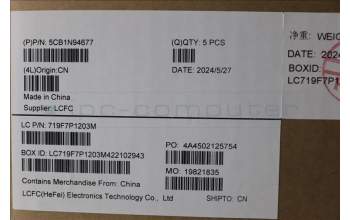 (P)P/N: 5CB1N94677
(Q)QTY: 5 PCS
净重: WEIG
(4L)Origin:CN
DATE: 2024/5/27
DATE: 2024
BOXID:
LC719F7P1
Made in China.
Supplier: LCFC
LC P/N: 719F7P1203M
PO: 4A4502125754
BOX ID: LC719F7P1203M422102943
MO: 19821835
Contains Merchandise From: China
LCFC(HeFei) Electronics Technology Co., Ltd
SHIPTO: CN